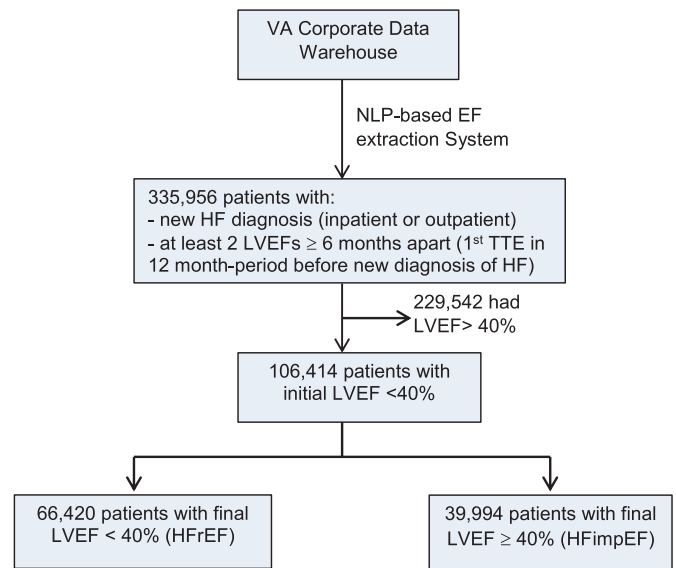 VA Corporate Data
Warehouse
NLP-based EF
extraction System
335,956 patients with:
- new HF diagnosis (inpatient or outpatient)
- at least 2 LVEFs ≥ 6 months apart (1st TTE in
12 month-period before new diagnosis of HF)
229,542 had
LVEF> 40%
106,414 patients with
initial LVEF <40%
66,420 patients with final
LVEF < 40% (HFrEF)
39,994 patients with final
LVEF ≥ 40% (HFimpEF)